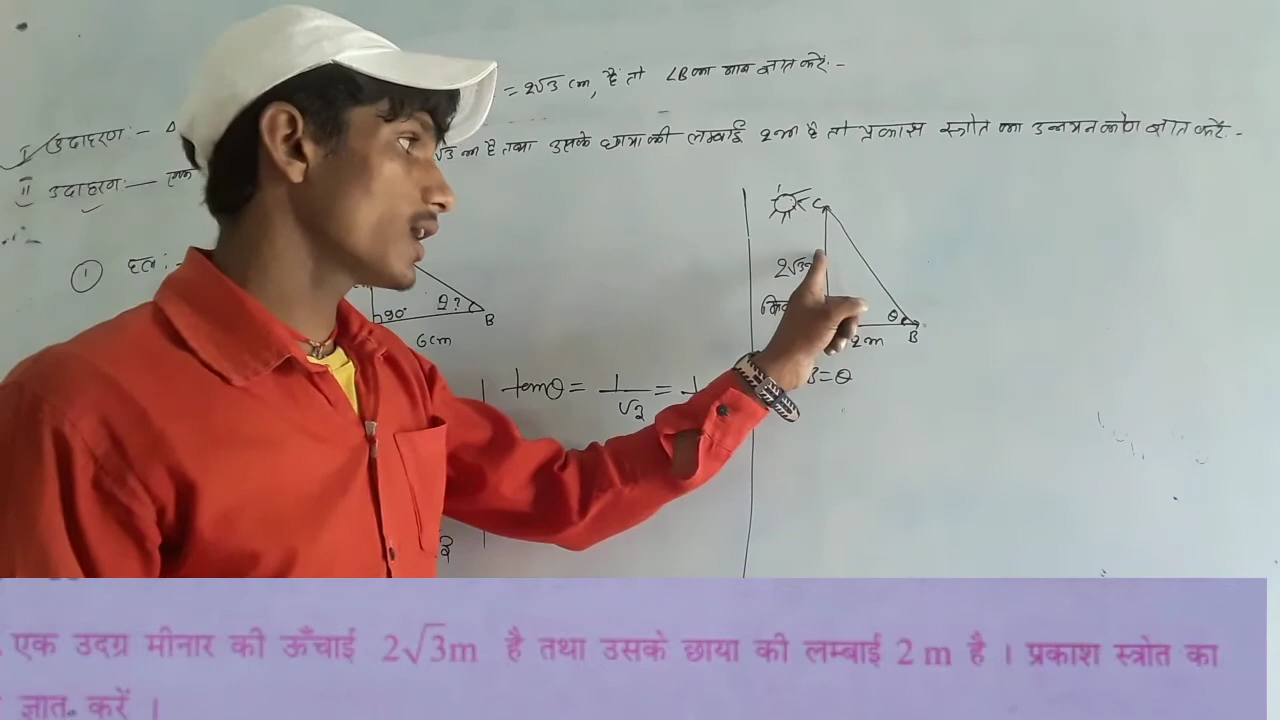 I उदाहरण:- Δ = 2√3 cm, है तो ∠B का मान ज्ञात करें:-
II उदाहरण:- एक √3 m है तथा उसके छाया की लम्बाई 2m है तो प्रकास स्त्रोत का उन्नयन कोण ज्ञात करें:-
① हल:-
C
2√3
90° θ? B
θ
6cm
2m B
tanθ = 1/√3 = 1
B=θ
एक उदग्र मीनार की ऊँचाई 2√3m है तथा उसके छाया की लम्बाई 2 m है । प्रकाश स्त्रोत का
ज्ञात. करें ।